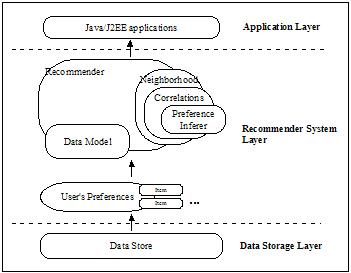 Java/J2EE applications
Application Layer
Recommender
Neighborhood
Correlations
Preference
Inferer
Data Model
Recommender System
Layer
User's Preferences
Item
Item
...
Data Store
Data Storage Layer